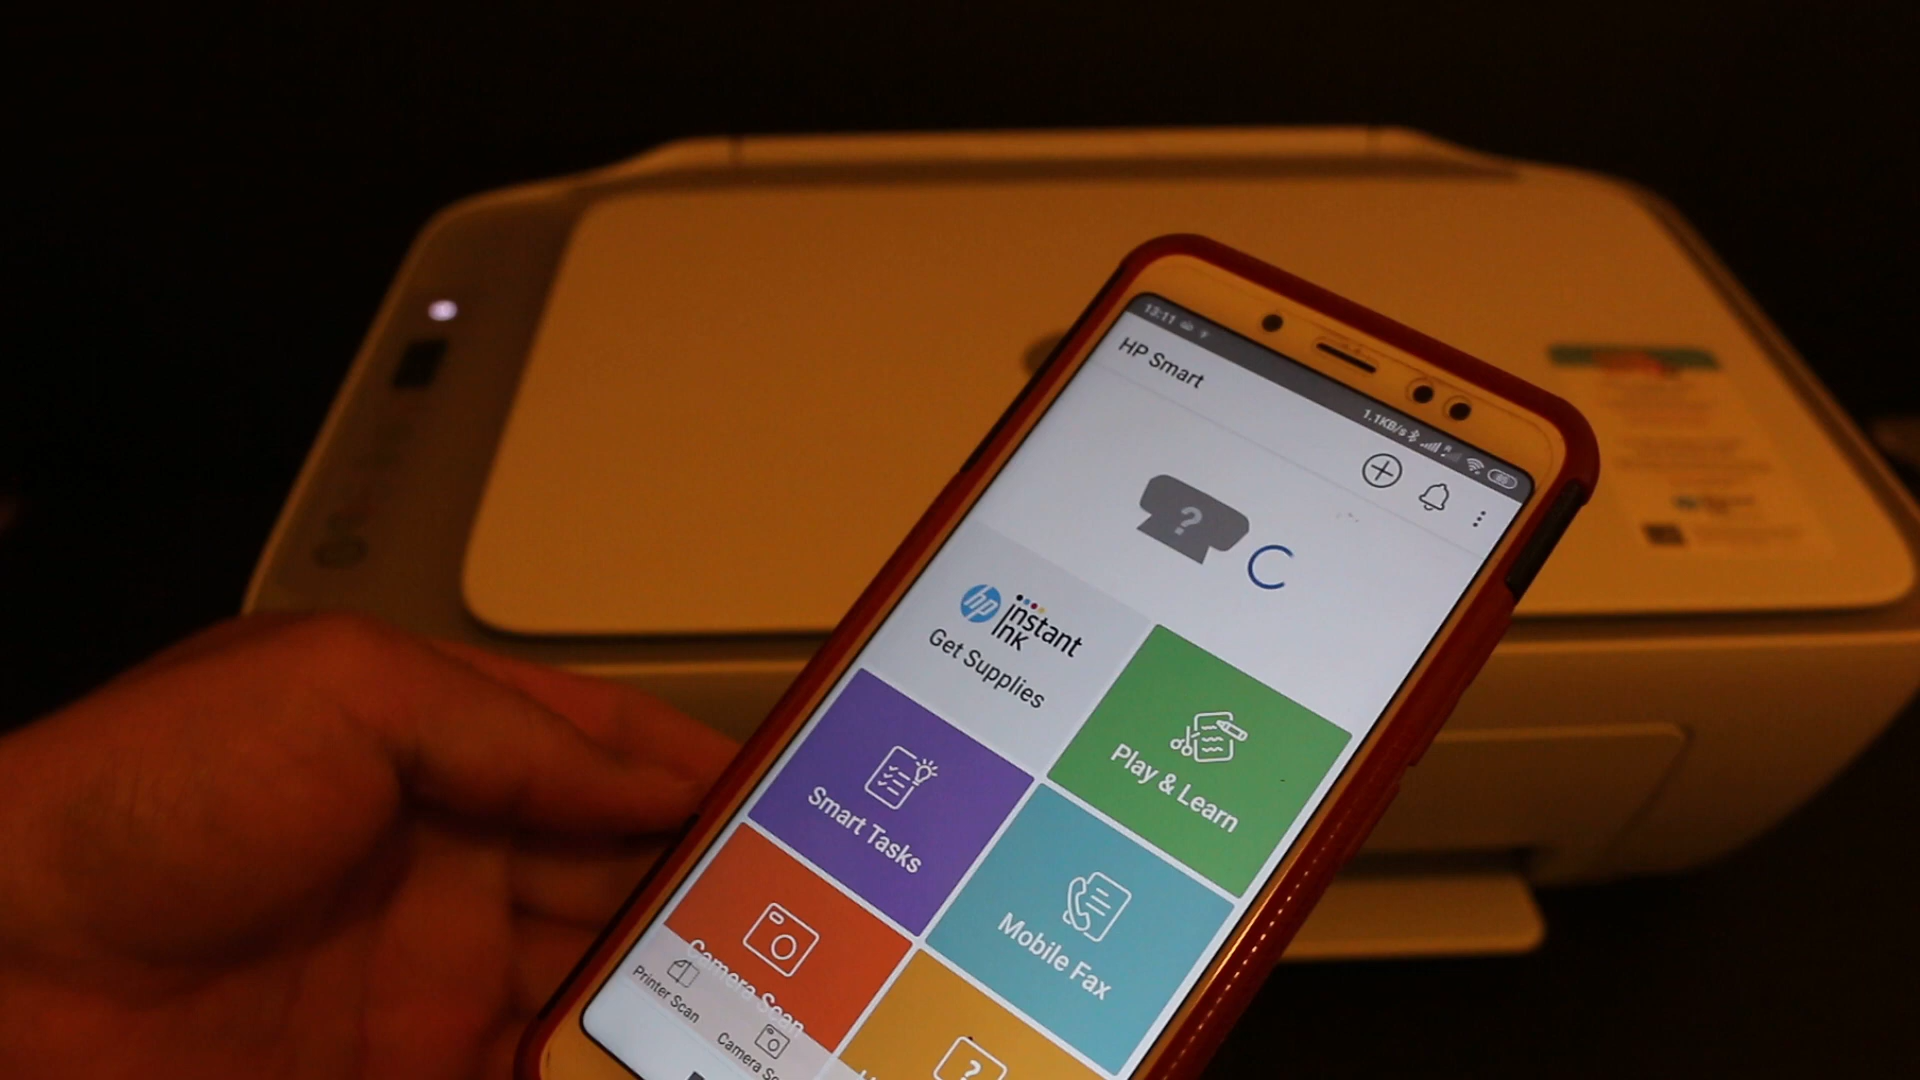 13:11
1.1KB/s
HP Smart
?
hp instant
ink
Get Supplies
Play & Learn
Smart Tasks
Mobile Fax
Camera Scan
?
Printer Scan
Camera Sc